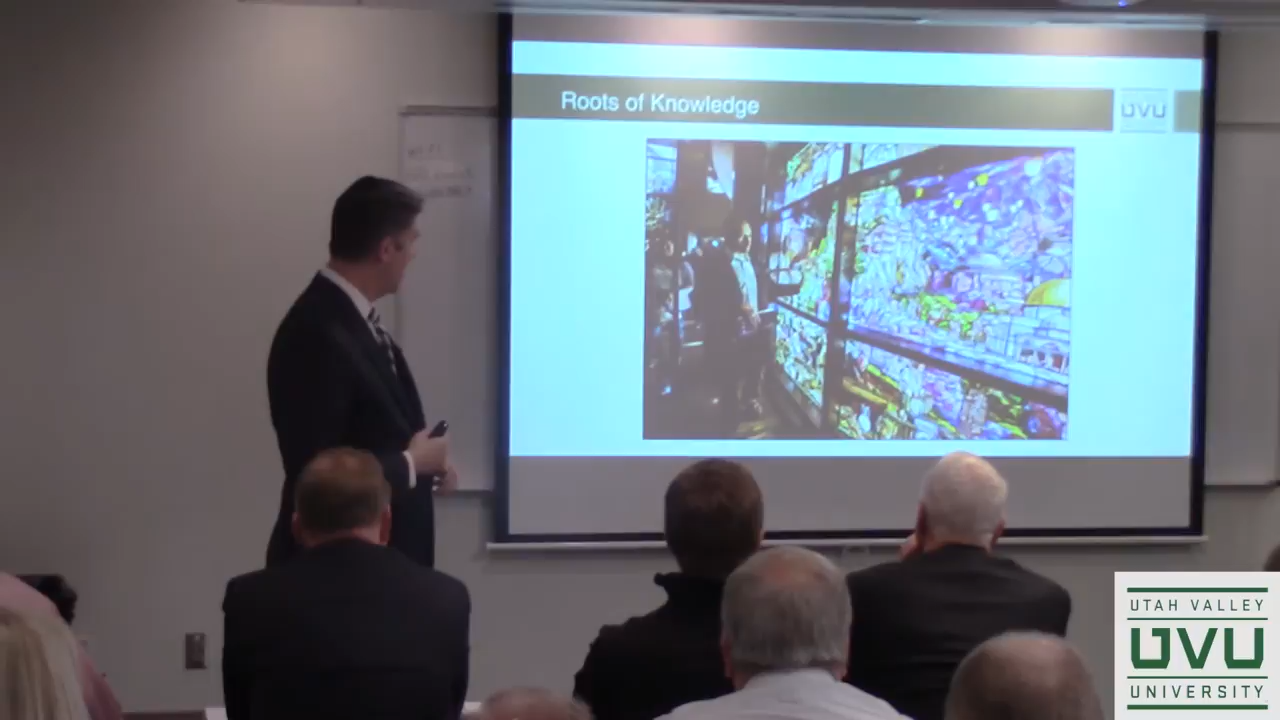 Roots of Knowledge
UVU
UTAH VALLEY
UVU
UNIVERSITY